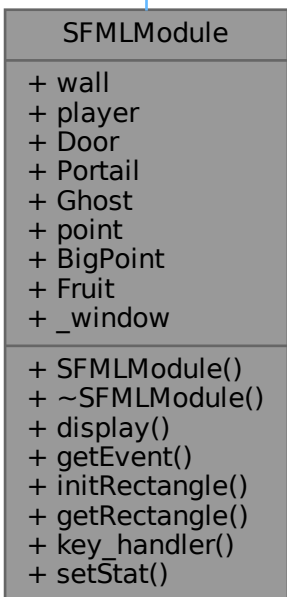 SFMLModule
+ wall
+ player
+ Door
+ Portail
+ Ghost
+ point
+ BigPoint
+ Fruit
+ _window
+ SFMLModule()
+ ~SFMLModule()
+ display()
+ getEvent()
+ initRectangle()
+ getRectangle()
+ key_handler()
+ setStat()